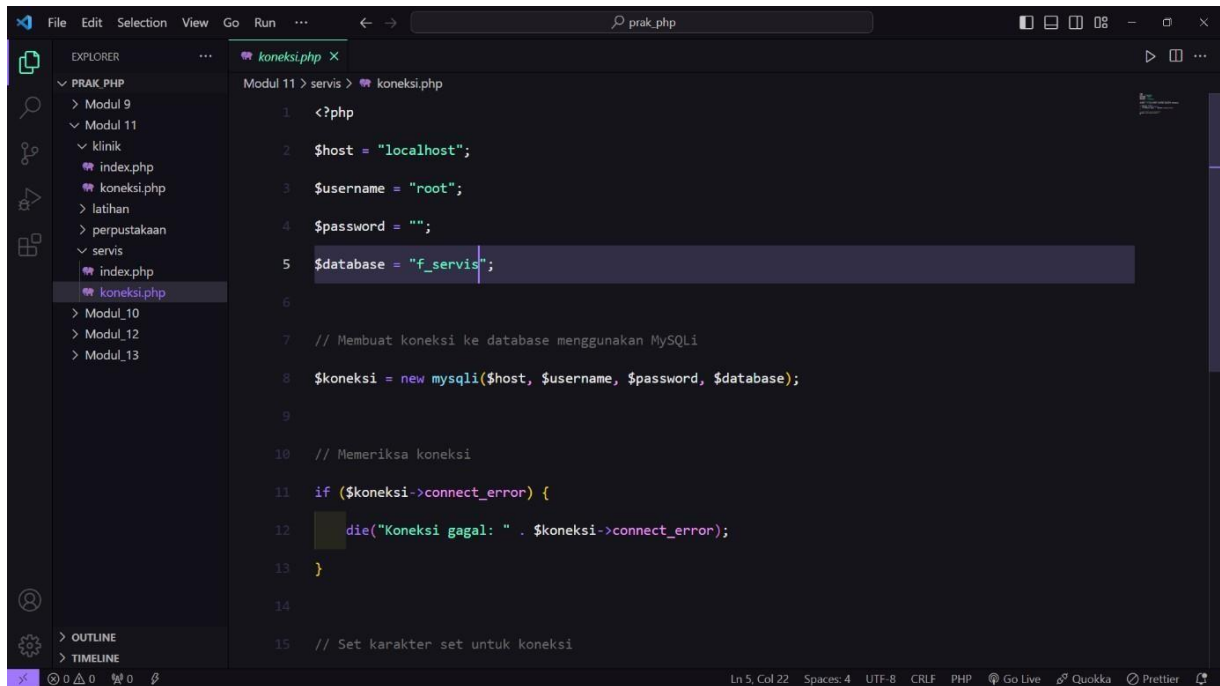 File Edit Selection View Go Run ··· ← → prak_php
EXPLORER ···
PRAK_PHP
> Modul 9
Modul 11
klinik
index.php
koneksi.php
> latihan
> perpustakaan
servis
index.php
koneksi.php
> Modul_10
> Modul_12
> Modul_13
> OUTLINE
> TIMELINE
koneksi.php ×
Modul 11 > servis > koneksi.php
1 <?php
2 $host = "localhost";
3 $username = "root";
4 $password = "";
5 $database = "f_servis";
6
7 // Membuat koneksi ke database menggunakan MySQLi
8 $koneksi = new mysqli($host, $username, $password, $database);
9
10 // Memeriksa koneksi
11 if ($koneksi->connect_error) {
12 die("Koneksi gagal: " . $koneksi->connect_error);
13 }
14
15 // Set karakter set untuk koneksi
0 0 0 Ln 5, Col 22 Spaces: 4 UTF-8 CRLF PHP Go Live Quokka Prettier